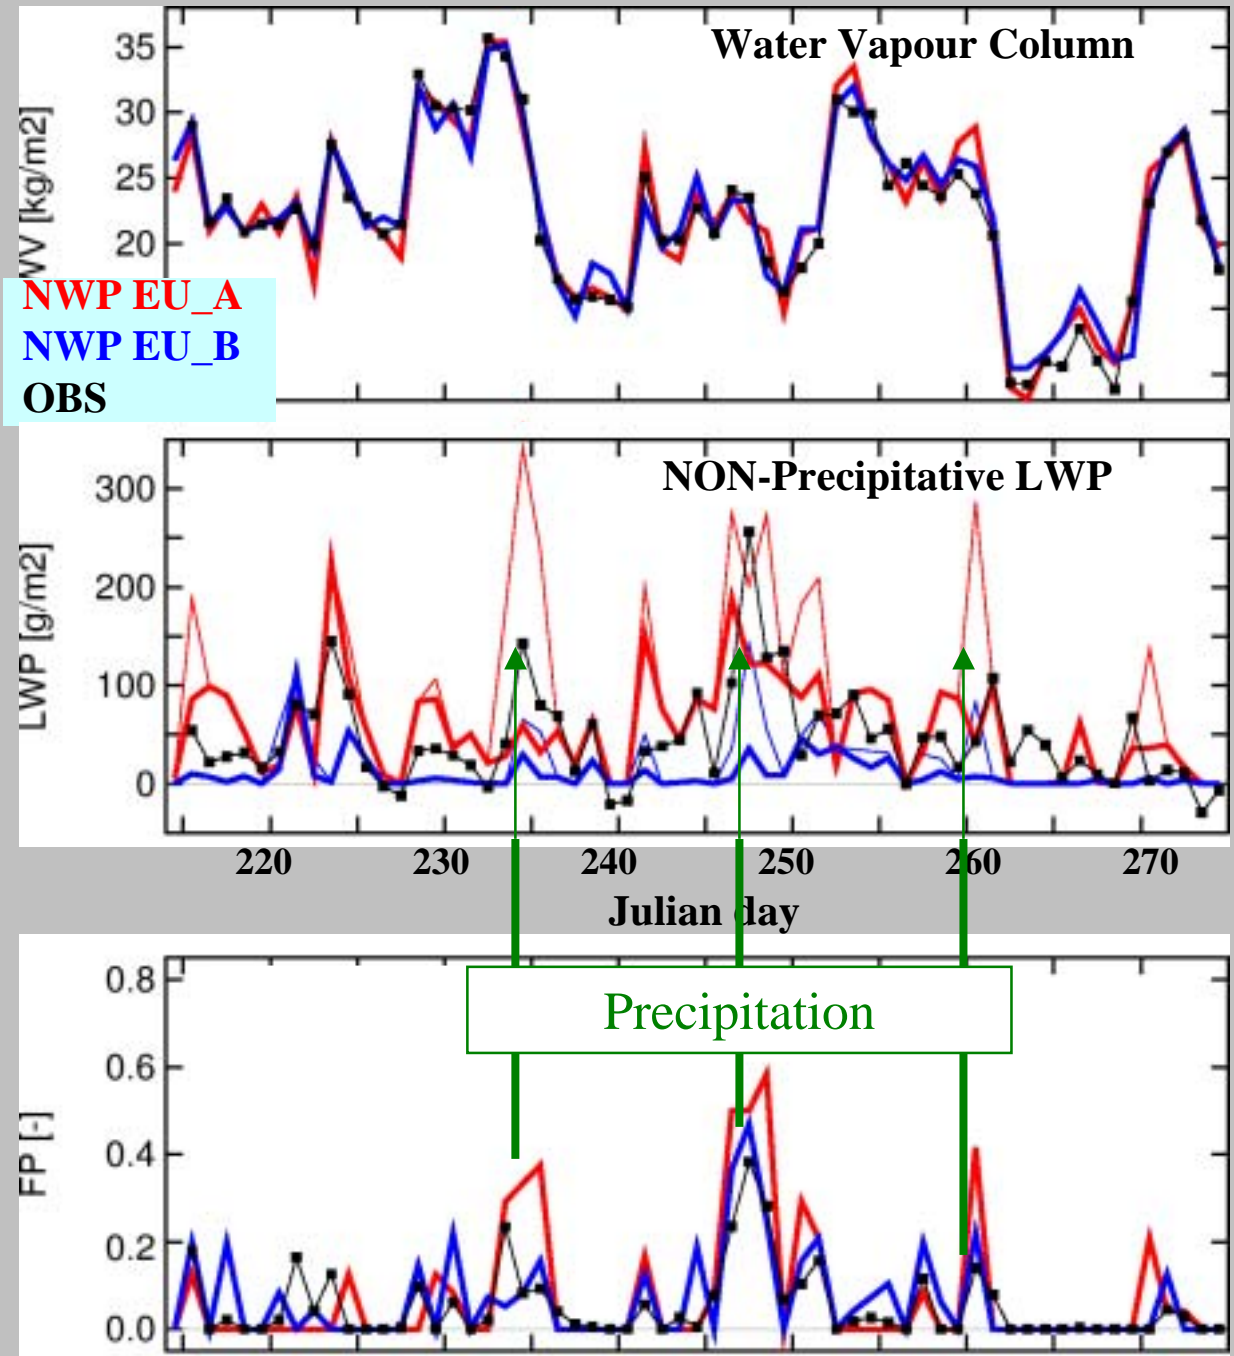 Water Vapour Column
35
30
25
20
WV [kg/m2]
NWP EU_A
NWP EU_B
OBS
NON-Precipitative LWP
300
200
100
0
LWP [g/m2]
220 230 240 250 260 270
Julian day
0.8
0.6
0.4
0.2
0.0
FP [-]
Precipitation